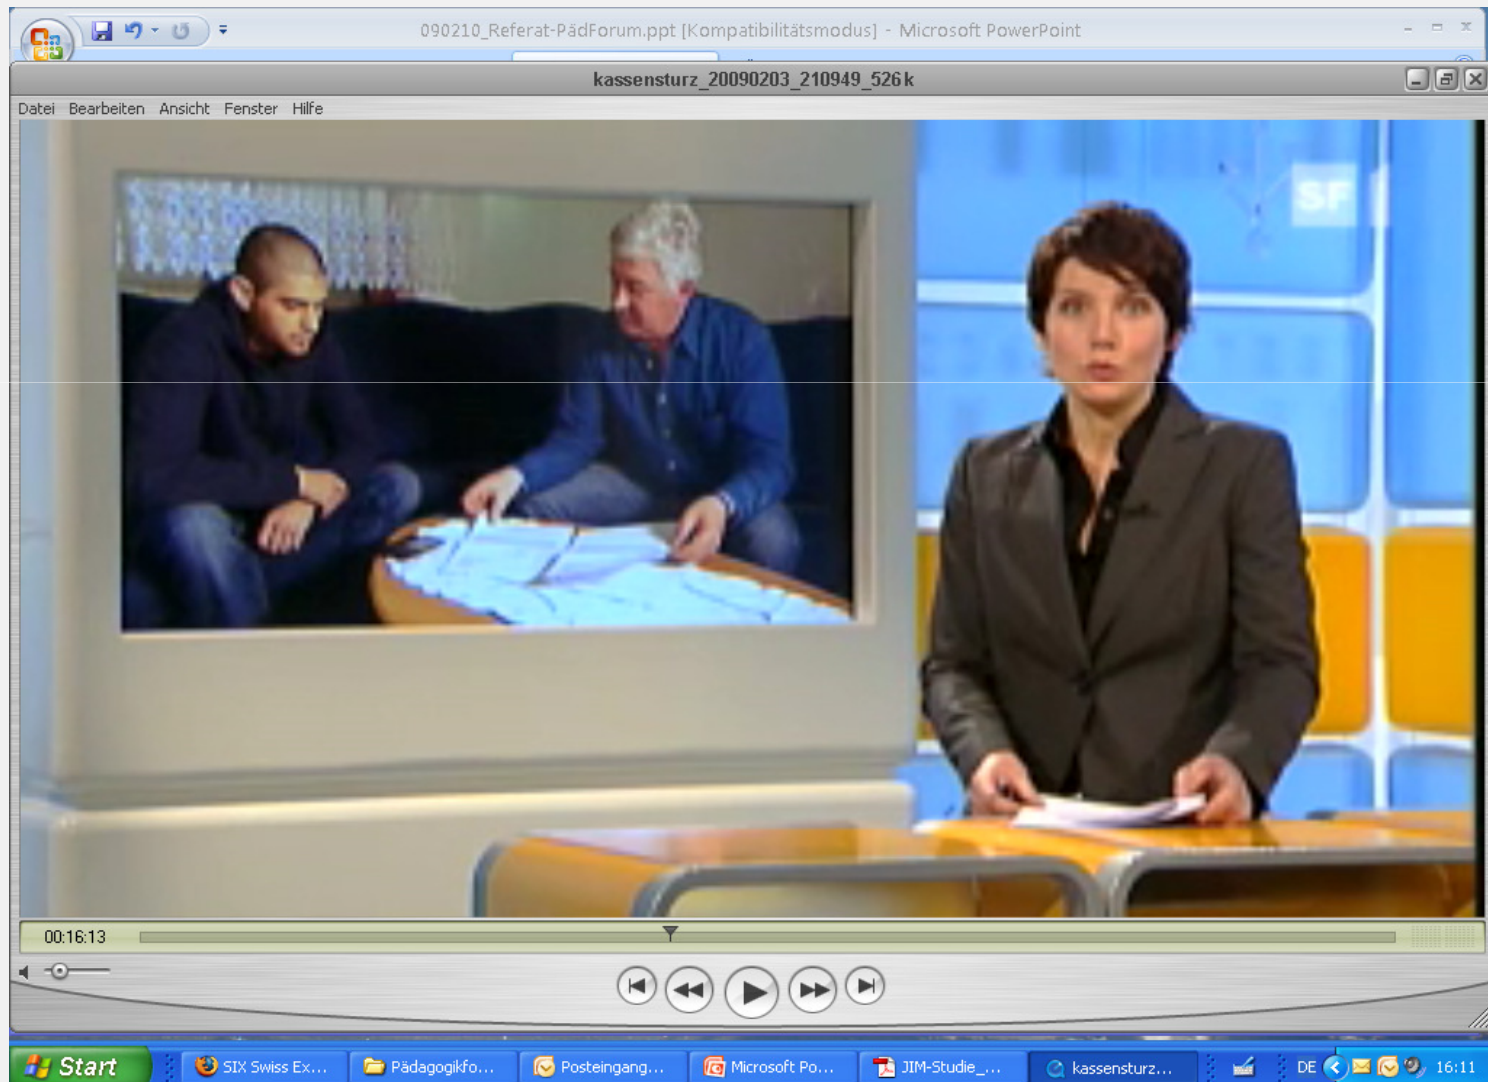 090210_Referat-PädForum.ppt [Kompatibilitätsmodus] - Microsoft PowerPoint
kassensturz_20090203_210949_526k
Datei Bearbeiten Ansicht Fenster Hilfe
SF
00:16:13
Start SIX Swiss Ex... Pädagogikfo... Posteingang... Microsoft Po... JIM-Studie_... kassensturz... DE 16:11